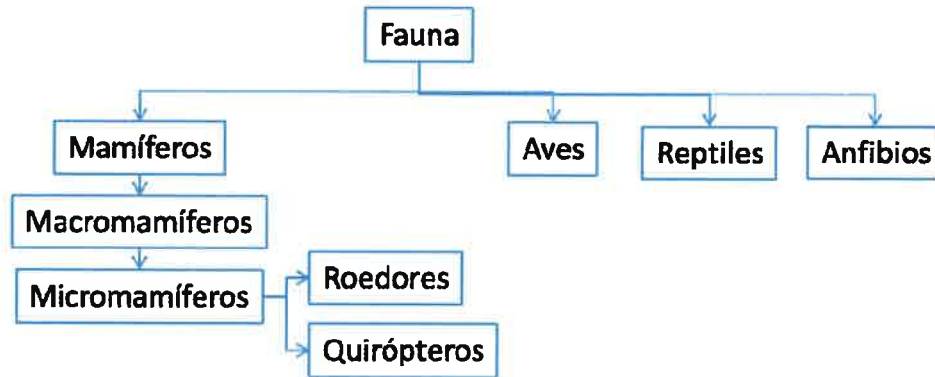 Fauna
Mamíferos
Aves
Reptiles
Anfibios
Macromamíferos
Micromamíferos
Roedores
Quirópteros